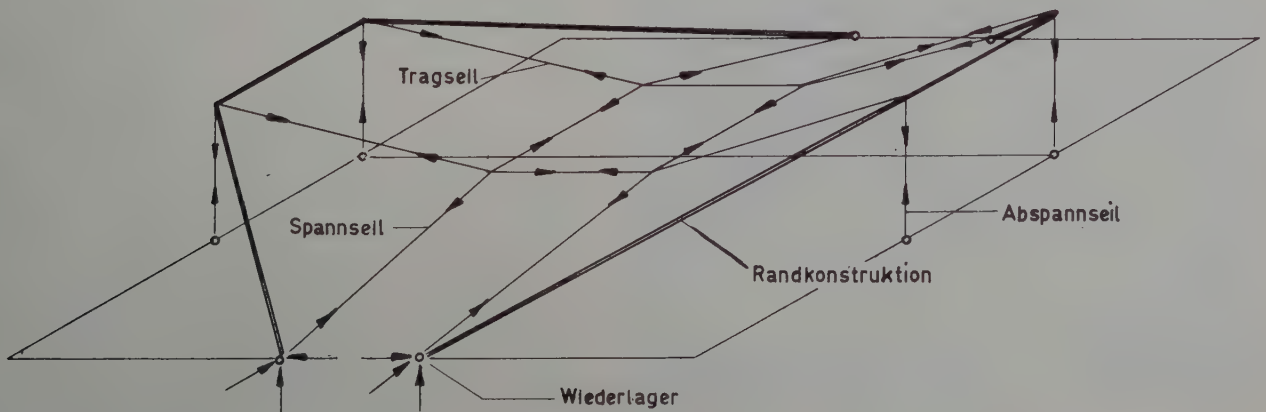 Tragseil
Spannseil
Abspannseil
Randkonstruktion
Wiederlager